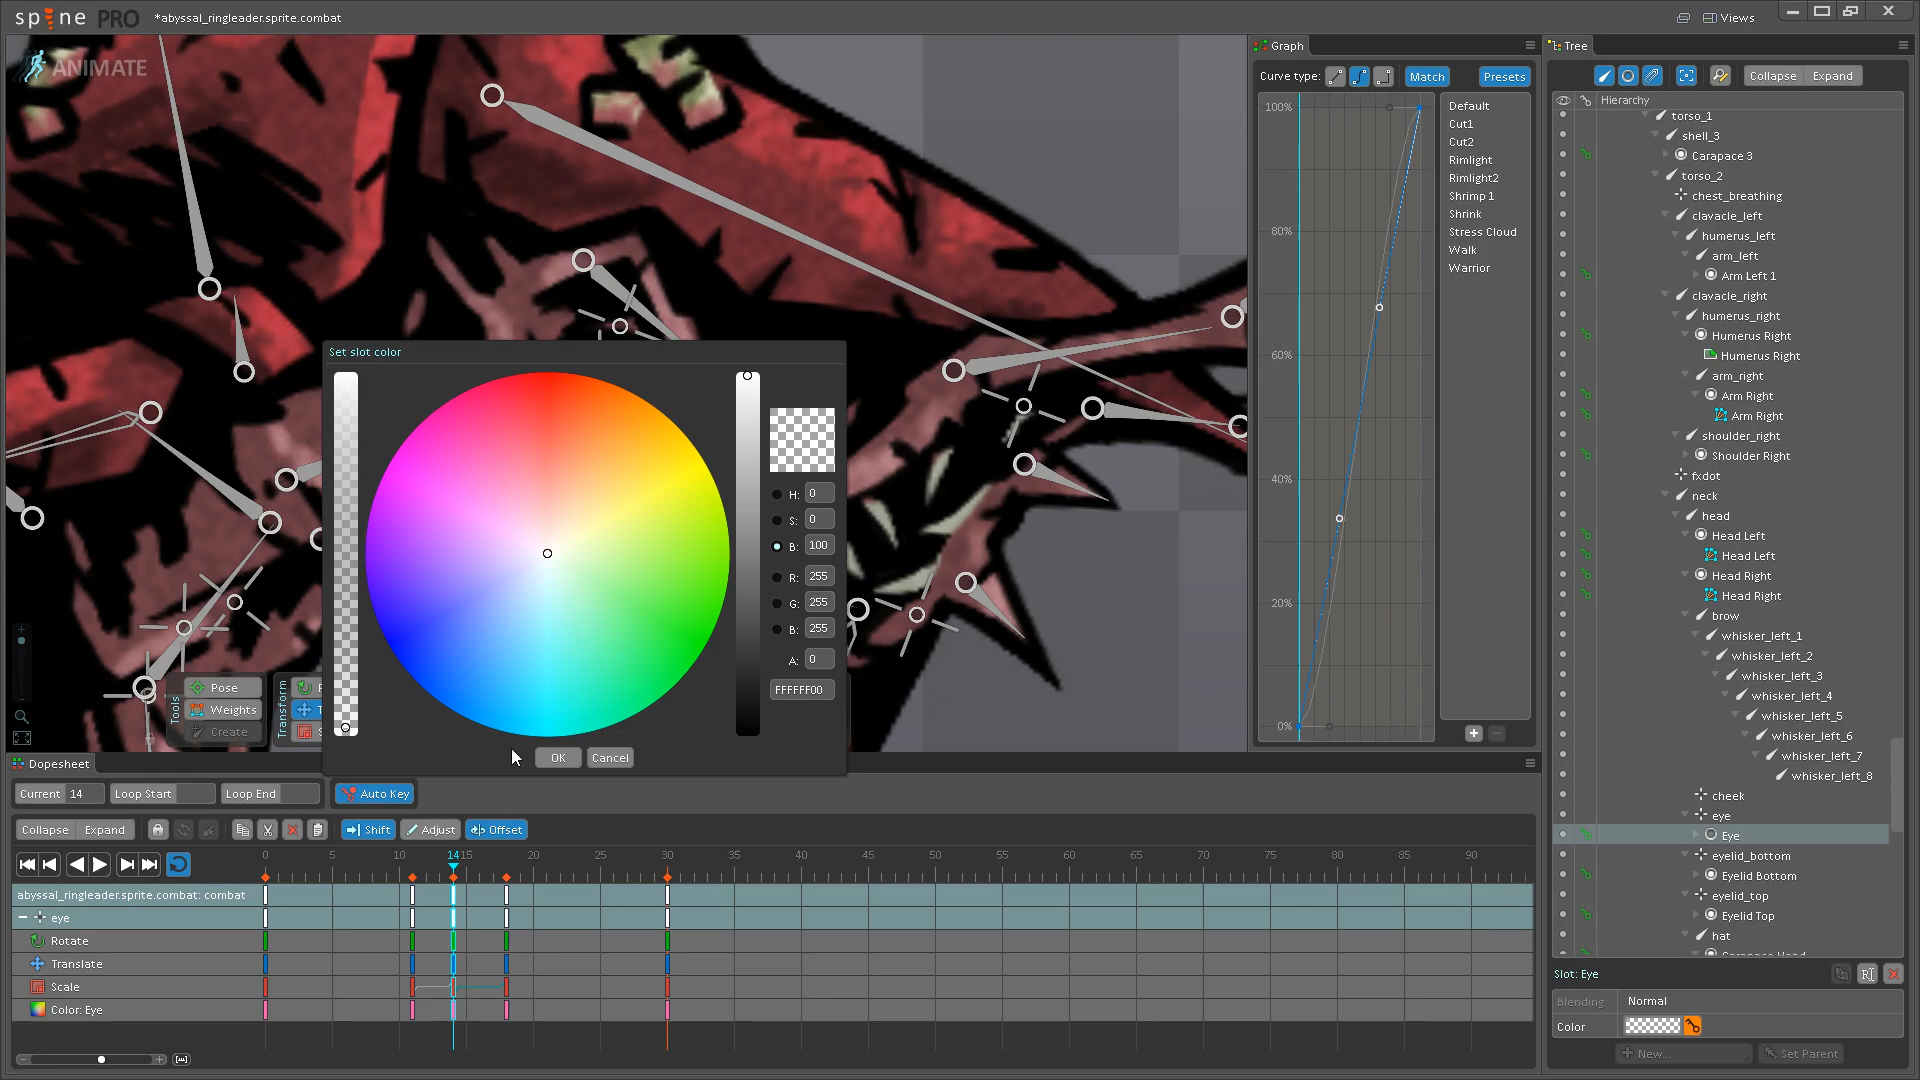 spine PRO
*abyssal_ringleader.sprite.combat
Views
ANIMATE
Graph
Curve type:
Match
Presets
100%
80%
60%
40%
20%
0%
Default
Cut1
Cut2
Rimlight
Rimlight2
Shrimp 1
Shrink
Stress Cloud
Walk
Warrior
Tree
Collapse
Expand
Hierarchy
torso_1
shell_3
Carapace 3
torso_2
chest_breathing
clavacle_left
humerus_left
arm_left
Arm Left 1
clavacle_right
humerus_right
Humerus Right
Humerus Right
arm_right
Arm Right
Arm Right
shoulder_right
Shoulder Right
fxdot
neck
head
Head Left
Head Left
Head Right
Head Right
brow
whisker_left_1
whisker_left_2
whisker_left_3
whisker_left_4
whisker_left_5
whisker_left_6
whisker_left_7
whisker_left_8
cheek
eye
Eye
eyelid_bottom
Eyelid Bottom
eyelid_top
Eyelid Top
hat
Carapace Head
Slot: Eye
Blending Normal
Color
New...
Set Parent
Set slot color
H: 0
S: 0
B: 100
R: 255
G: 255
B: 255
A: 0
FFFFFF00
OK
Cancel
Tools
Pose
Weights
Create
Transform
Dopesheet
Current 14
Loop Start
Loop End
Auto Key
Collapse
Expand
Shift
Adjust
Offset
0 5 10 14 15 20 25 30 35 40 45 50 55 60 65 70 75 80 85 90
abyssal_ringleader.sprite.combat: combat
eye
Rotate
Translate
Scale
Color: Eye